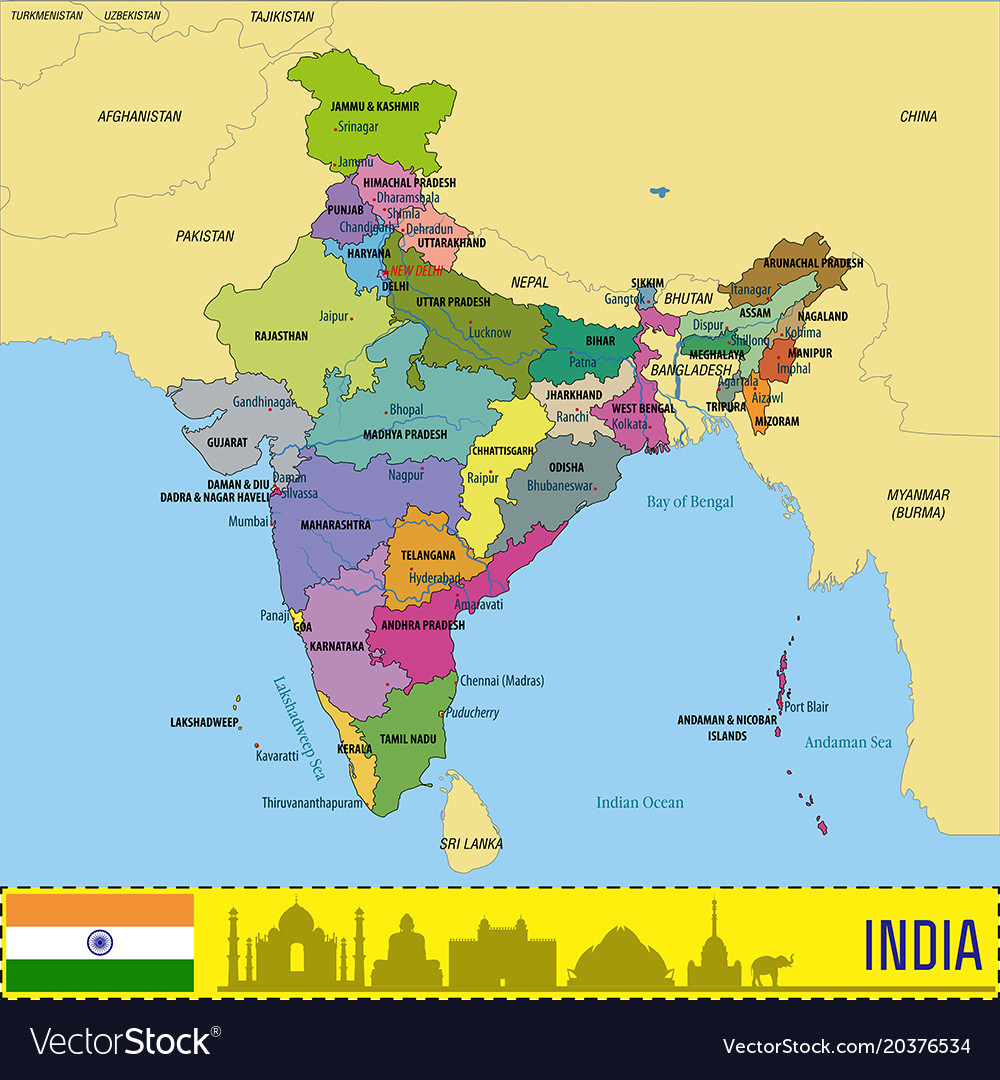 TURKMENISTAN
UZBEKISTAN
TAJIKISTAN
AFGHANISTAN
CHINA
JAMMU & KASHMIR
Srinagar
Jammu
HIMACHAL PRADESH
Dharamshala
PUNJAB
Shimla
Chandigarh
Dehradun
PAKISTAN
UTTARAKHAND
HARYANA
ARUNACHAL PRADESH
NEW DELHI
DELHI
NEPAL
SIKKIM
Itanagar
Gangtok
BHUTAN
UTTAR PRADESH
ASSAM
Jaipur
NAGALAND
Dispur
Kohima
RAJASTHAN
Lucknow
BIHAR
Shillong
MEGHALAYA
MANIPUR
Patna
BANGLADESH
Imphal
Agartala
JHARKHAND
Aizawl
Gandhinagar
Bhopal
WEST BENGAL
TRIPURA
Ranchi
Kolkata
MIZORAM
MADHYA PRADESH
GUJARAT
CHHATTISGARH
ODISHA
Nagpur
Raipur
Daman
DAMAN & DIU
Bhubaneswar
Silvassa
DADRA & NAGAR HAVELI
Bay of Bengal
MYANMAR
(BURMA)
Mumbai
MAHARASHTRA
TELANGANA
Hyderabad
Amaravati
Panaji
GOA
ANDHRA PRADESH
KARNATAKA
Chennai (Madras)
Port Blair
Puducherry
LAKSHADWEEP
ANDAMAN & NICOBAR
ISLANDS
Lakshadweep Sea
TAMIL NADU
Andaman Sea
KERALA
Kavaratti
Thiruvananthapuram
Indian Ocean
SRI LANKA
INDIA
VectorStock®
VectorStock.com/20376534